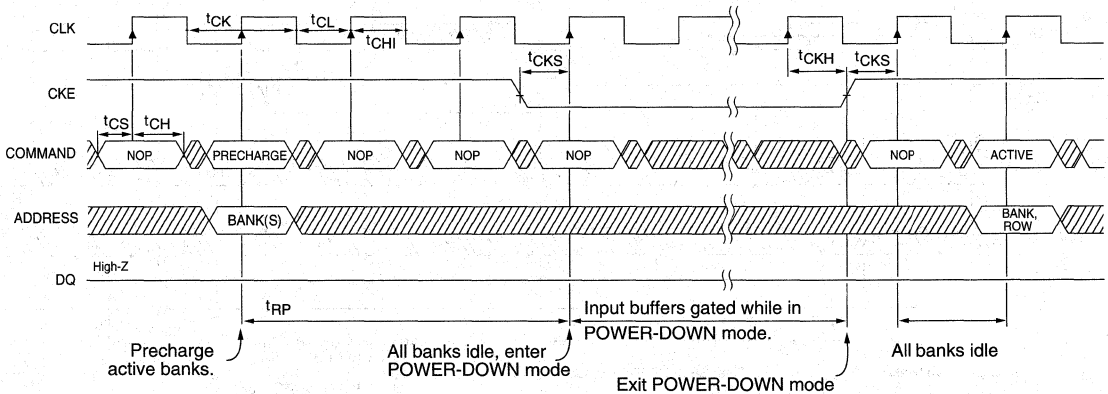 CLK
tCK
tCL
tCHI
tCKS
tCKH
tCKS
CKE
tCS
tCH
COMMAND
NOP
PRECHARGE
NOP
NOP
NOP
NOP
ACTIVE
ADDRESS
BANK(S)
BANK,
ROW
High-Z
DQ
tRP
Input buffers gated while in
POWER-DOWN mode.
Precharge
active banks.
All banks idle, enter
POWER-DOWN mode
All banks idle
Exit POWER-DOWN mode